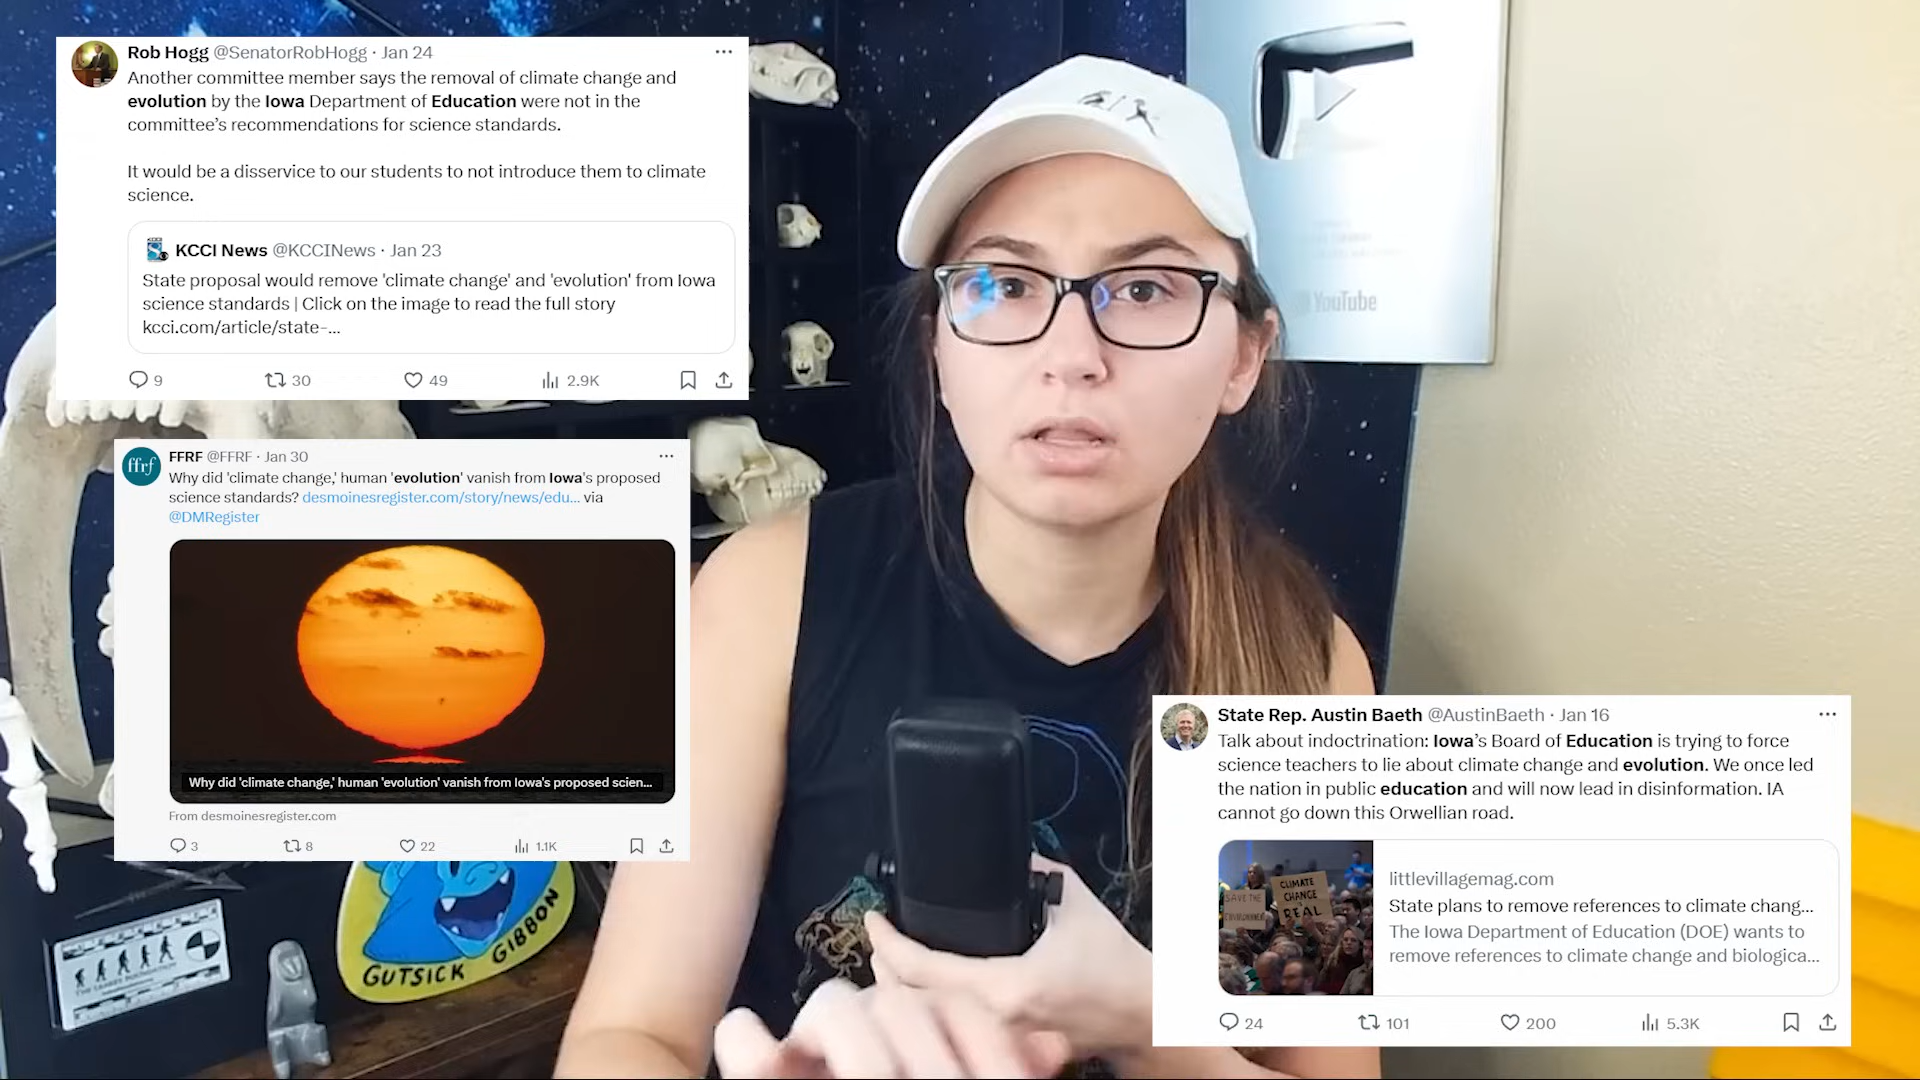 Rob Hogg @SenatorRobHogg · Jan 24
Another committee member says the removal of climate change and
evolution by the Iowa Department of Education were not in the
committee’s recommendations for science standards.
It would be a disservice to our students to not introduce them to climate
science.
KCCI News @KCCINews · Jan 23
State proposal would remove 'climate change' and 'evolution' from Iowa
science standards | Click on the image to read the full story
kcci.com/article/state-...
9 30 49 2.9K
YouTube
ffrf
FFRF @FFRF · Jan 30
Why did 'climate change,' human 'evolution' vanish from Iowa's proposed
science standards? desmoinesregister.com/story/news/edu... via
@DMRegister
Why did 'climate change,' human 'evolution' vanish from Iowa's proposed scien...
From desmoinesregister.com
3 8 22 1.1K
GUTSICK GIBBON
State Rep. Austin Baeth @AustinBaeth · Jan 16
Talk about indoctrination: Iowa’s Board of Education is trying to force
science teachers to lie about climate change and evolution. We once led
the nation in public education and will now lead in disinformation. IA
cannot go down this Orwellian road.
SAVE THE
ENVIRONMENT
CLIMATE
CHANGE
REAL
littlevillagemag.com
State plans to remove references to climate chang...
The Iowa Department of Education (DOE) wants to
remove references to climate change and biologica...
24 101 200 5.3K